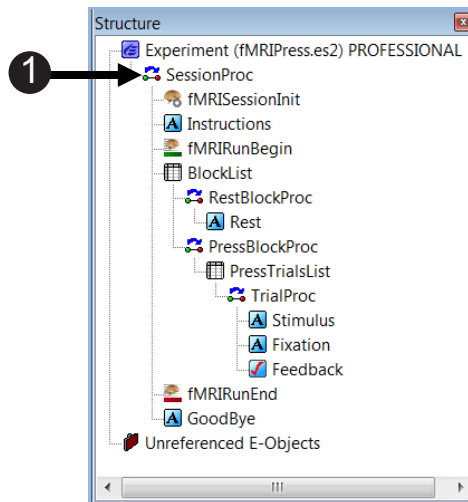 Structure
Experiment (fMRIPress.es2) PROFESSIONAL
1
SessionProc
fMRISessionInit
A Instructions
fMRIRunBegin
BlockList
RestBlockProc
A Rest
PressBlockProc
PressTrialsList
TrialProc
A Stimulus
A Fixation
Feedback
fMRIRunEnd
A GoodBye
Unreferenced E-Objects